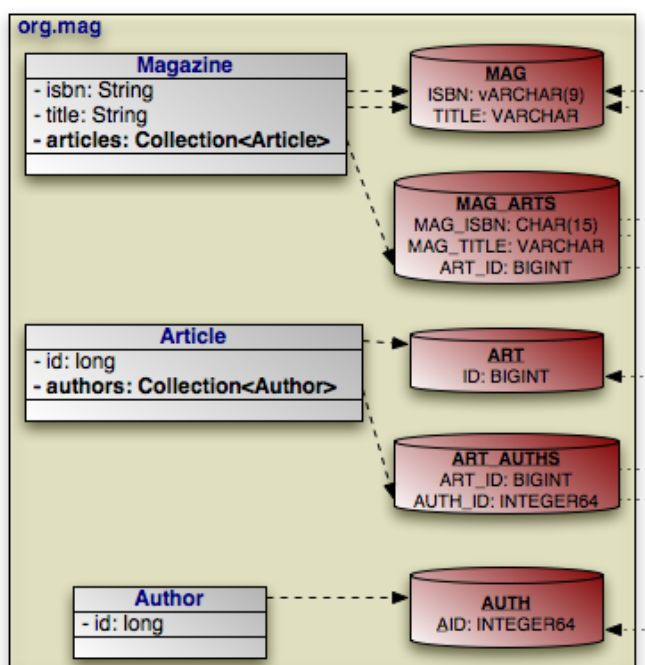 org.mag
Magazine
- isbn: String
- title: String
- articles: Collection<Article>
MAG
ISBN: vARCHAR(9)
TITLE: VARCHAR
MAG_ARTS
MAG_ISBN: CHAR(15)
MAG_TITLE: VARCHAR
ART_ID: BIGINT
Article
- id: long
- authors: Collection<Author>
ART
ID: BIGINT
ART_AUTHS
ART_ID: BIGINT
AUTH_ID: INTEGER64
Author
- id: long
AUTH
AID: INTEGER64